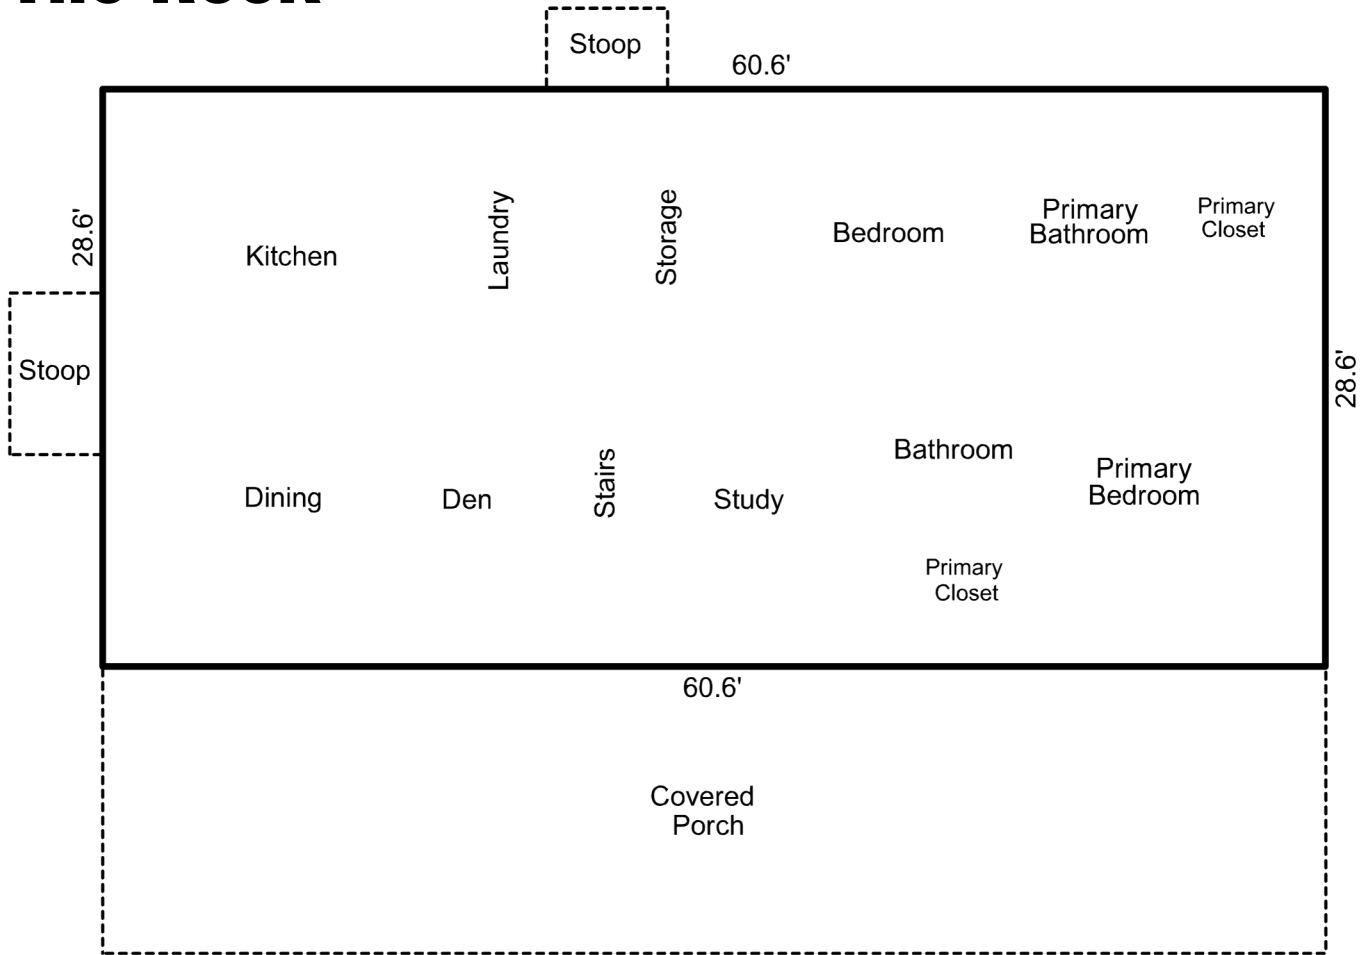 Stoop
60.6'
28.6'
Kitchen
Laundry
Storage
Bedroom
Primary
Bathroom
Primary
Closet
Stoop
28.6'
Dining
Den
Stairs
Study
Bathroom
Primary
Bedroom
Primary
Closet
60.6'
Covered
Porch